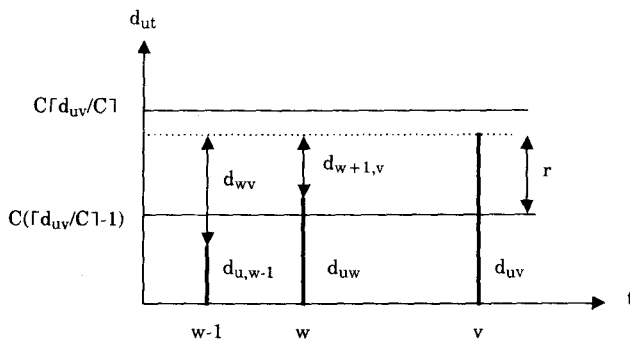 d_ut
C⌈d_uv/C⌉
d_wv
d_w+1,v
r
C(⌈d_uv/C⌉-1)
d_u,w-1
d_uw
d_uv
t
w-1
w
v